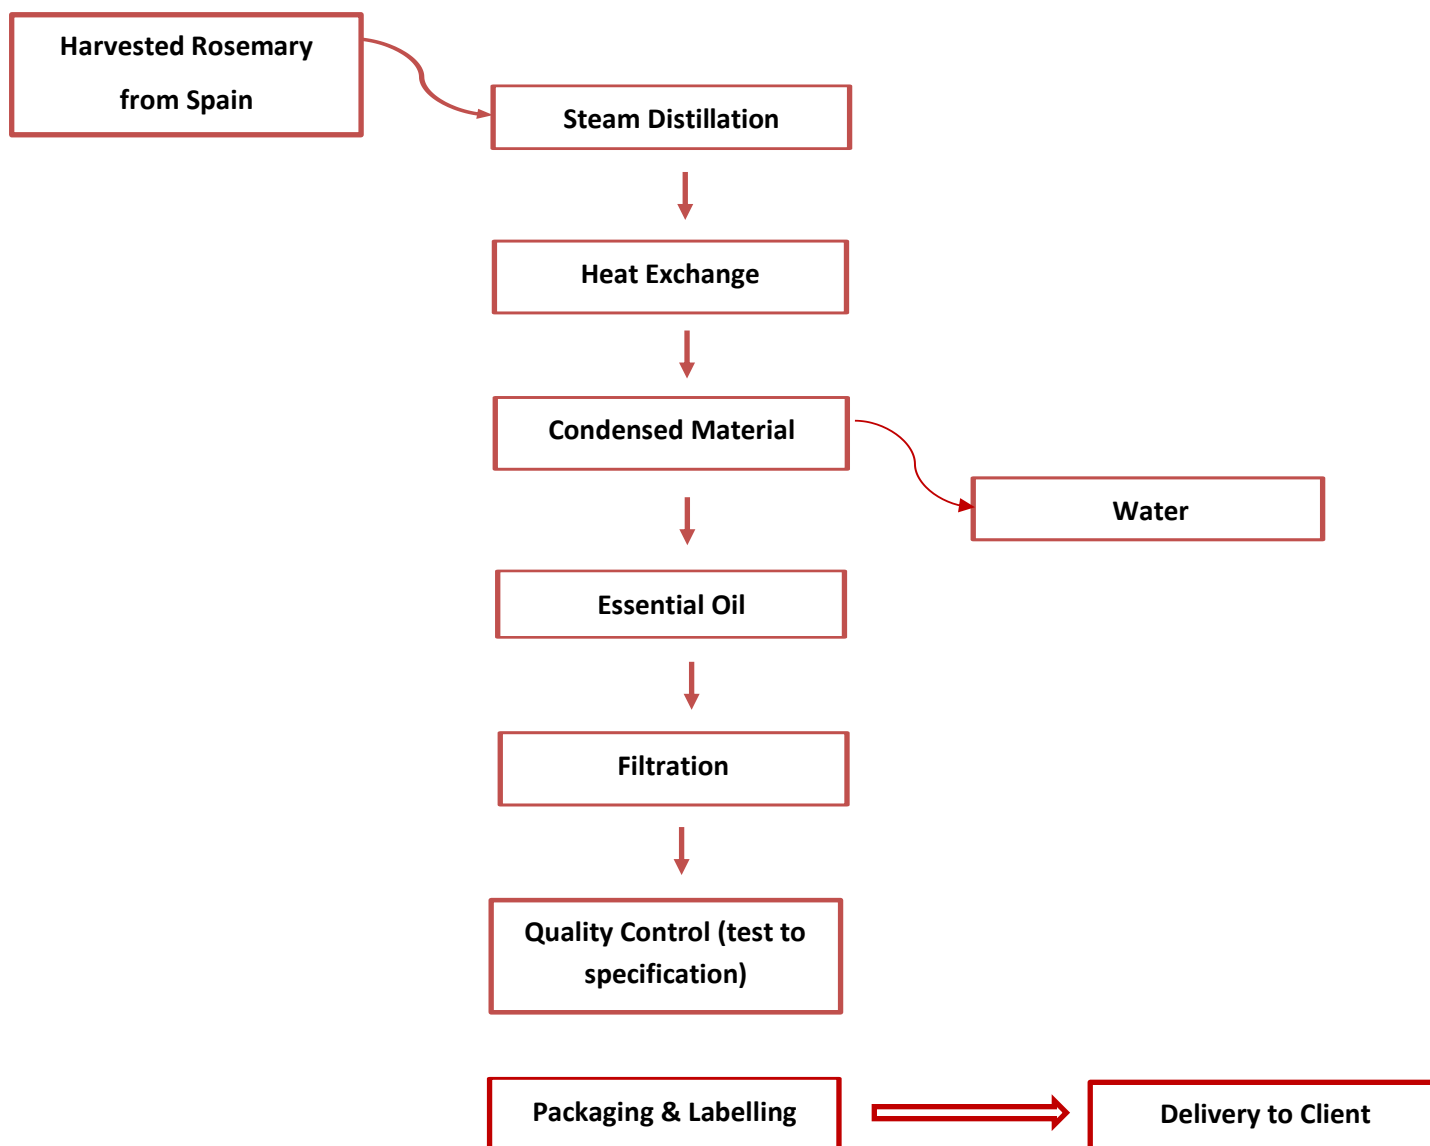 Harvested Rosemary
from Spain
Steam Distillation
Heat Exchange
Condensed Material
Water
Essential Oil
Filtration
Quality Control (test to
specification)
Packaging & Labelling
Delivery to Client